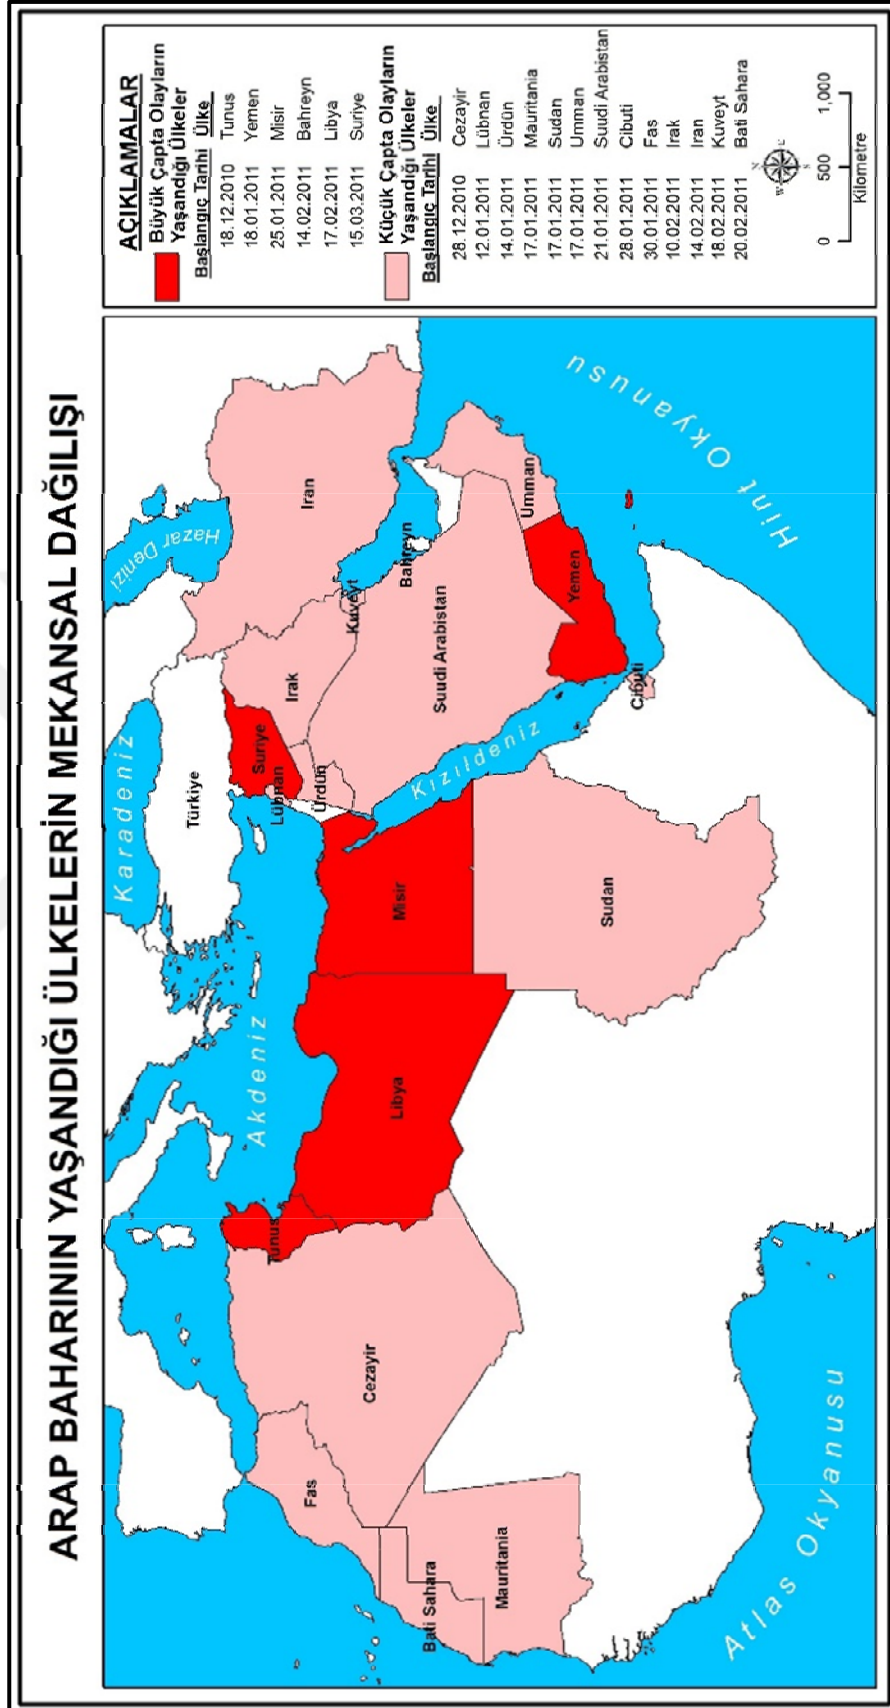 ARAP BAHARININ YAŞANDIĞI ÜLKELERİN MEKANSAL DAĞILIŞI
AÇIKLAMALAR
Büyük Çapta Olayların
Yaşandığı Ülkeler
Başlangıç Tarihi Ülke
18.12.2010 Tunus
18.01.2011 Yemen
25.01.2011 Misir
14.02.2011 Bahreyn
17.02.2011 Libya
15.03.2011 Suriye
Küçük Çapta Olayların
Yaşandığı Ülkeler
Başlangıç Tarihi Ülke
28.12.2010 Cezayir
12.01.2011 Lübnan
14.01.2011 Ürdün
17.01.2011 Mauritania
17.01.2011 Sudan
17.01.2011 Umman
21.01.2011 Suudi Arabistan
28.01.2011 Cibuti
30.01.2011 Fas
10.02.2011 Irak
14.02.2011 Iran
18.02.2011 Kuveyt
20.02.2011 Bati Sahara
N
W E
S
0 500 1,000
Kilometre
Karadeniz
Hazar Denizi
Türkiye
Suriye
Lübnan
Ürdün
Irak
Iran
Kuveyt
Bahreyn
Suudi Arabistan
Umman
Yemen
Cibuti
Kızıldeniz
Hint Okyanusu
Akdeniz
Misir
Sudan
Libya
Tunus
Cezayir
Fas
Bati Sahara
Mauritania
Atlas Okyanusu